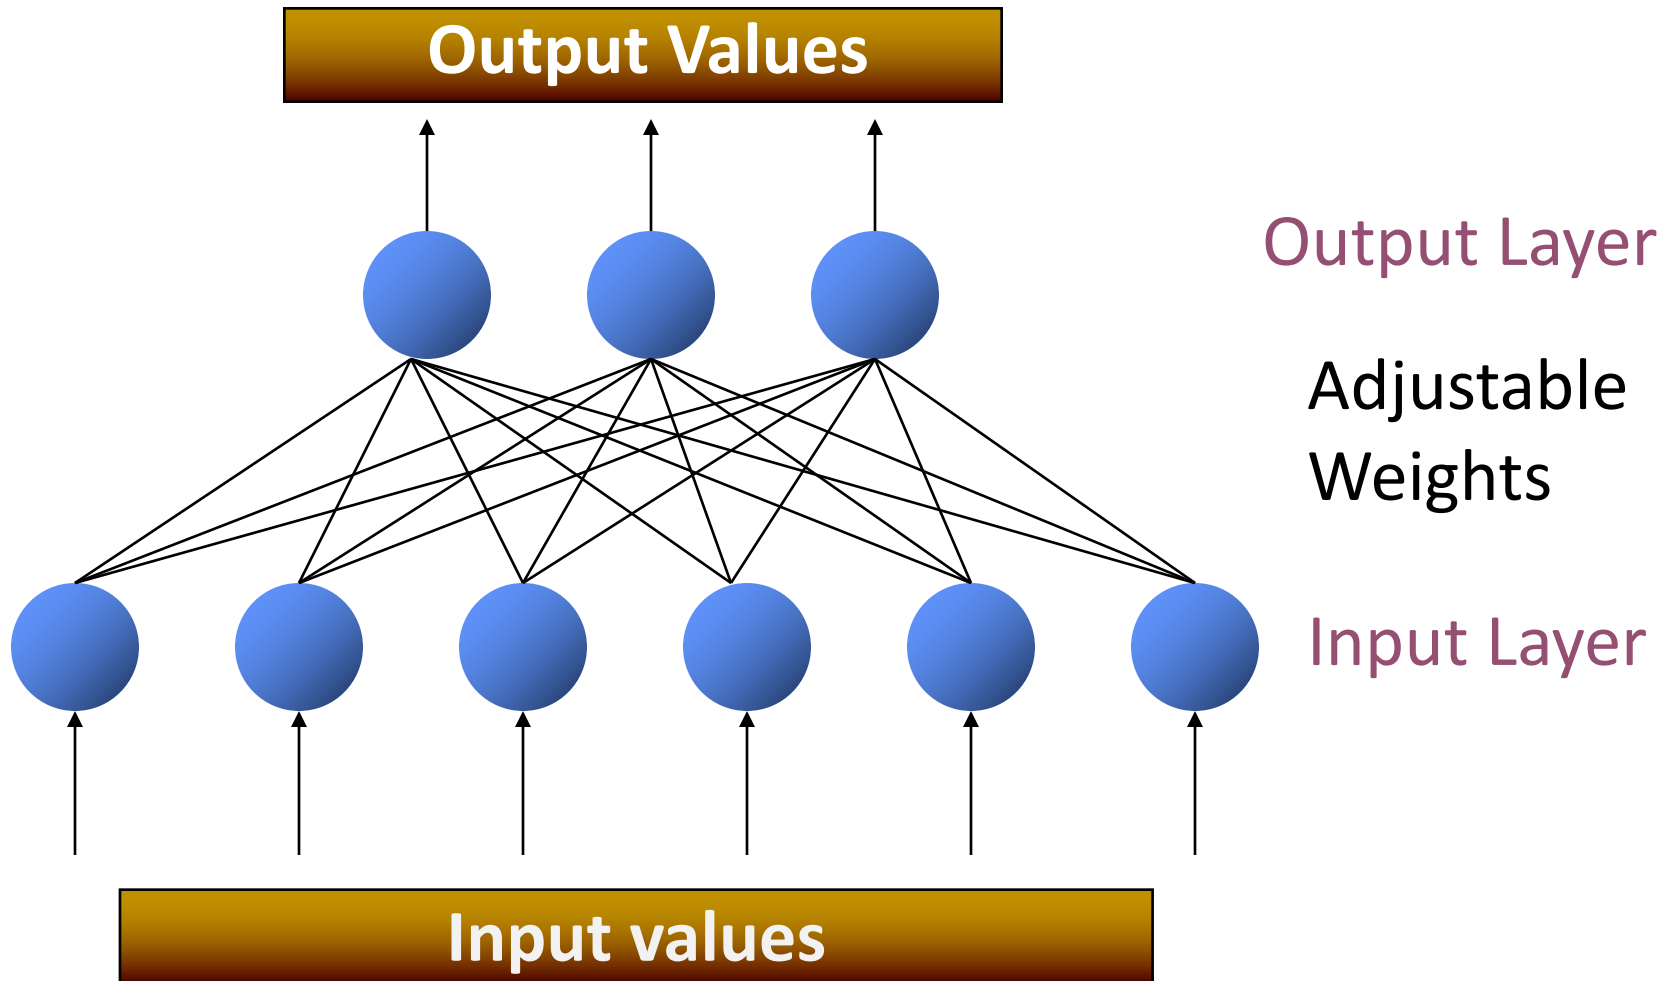 Output Values
Output Layer
Adjustable
Weights
Input Layer
Input values